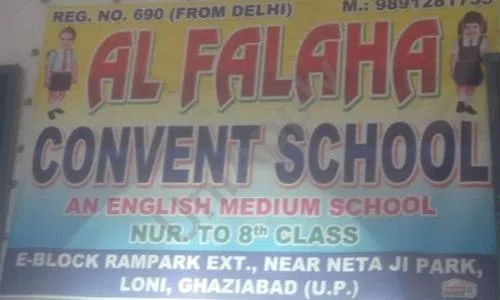 REG. NO. 690 (FROM DELHI) M.: 9891281755
AL FALAHA
CONVENT SCHOOL
AN ENGLISH MEDIUM SCHOOL
NUR. TO 8th CLASS
E-BLOCK RAMPARK EXT., NEAR NETA JI PARK,
LONI, GHAZIABAD (U.P.)